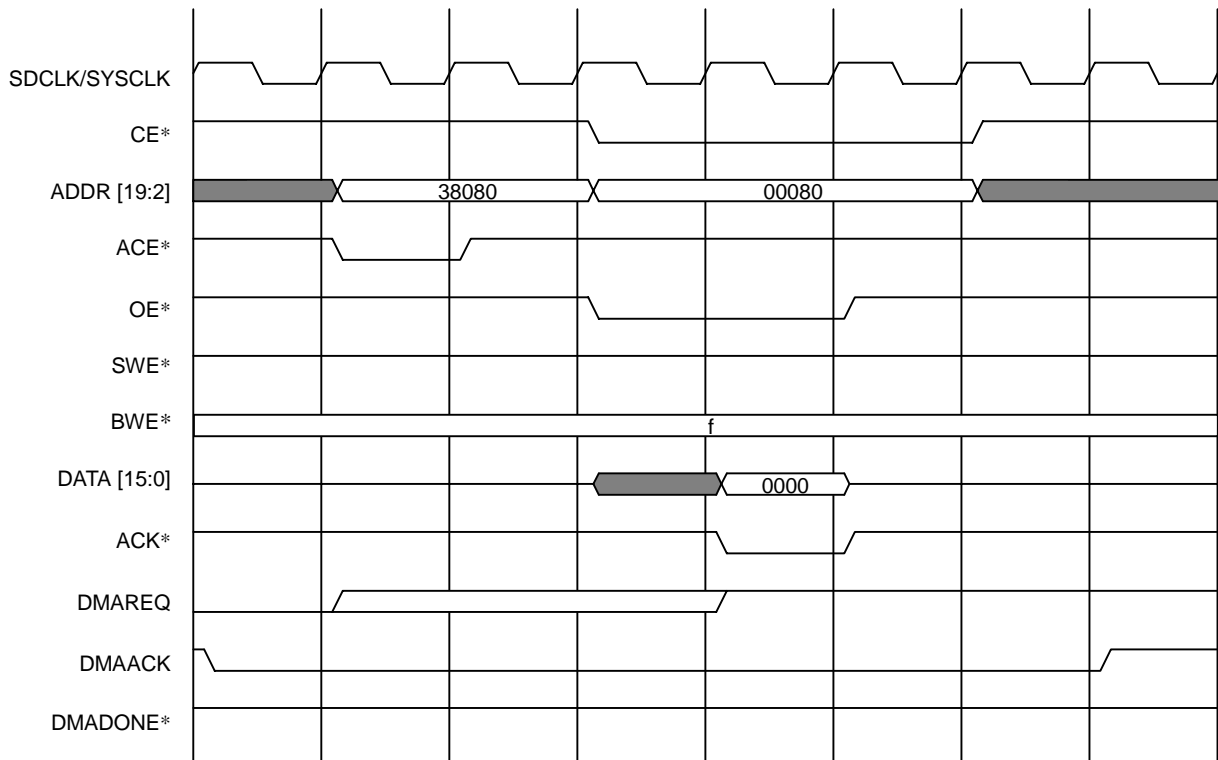 SDCLK/SYSCLK
CE*
ADDR [19:2]
38080
00080
ACE*
OE*
SWE*
BWE*
f
DATA [15:0]
0000
ACK*
DMAREQ
DMAACK
DMADONE*